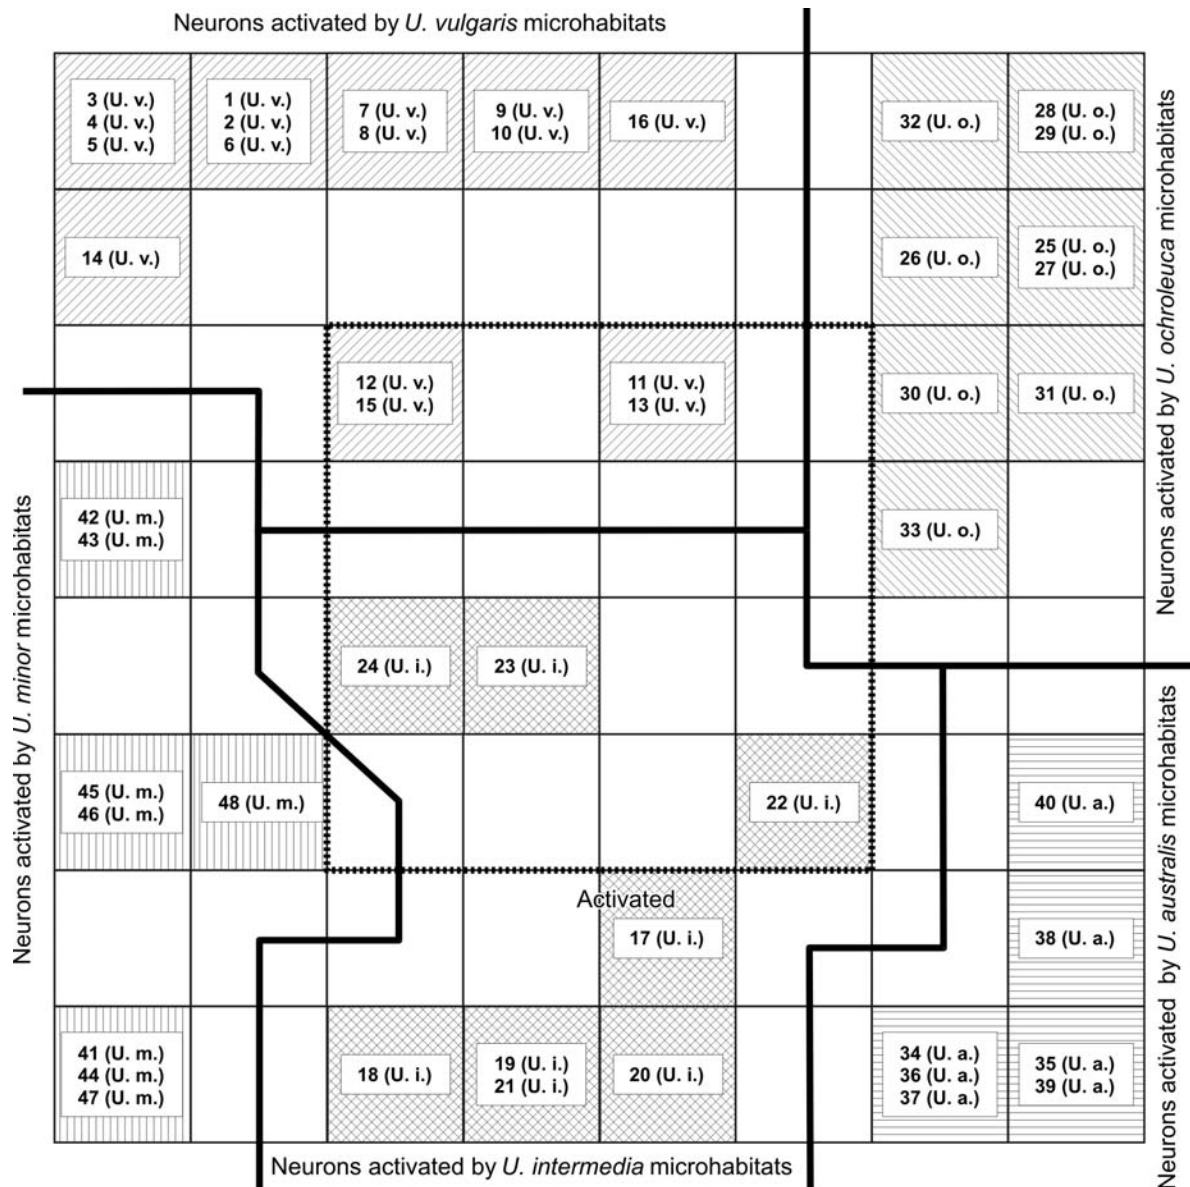 Neurons activated by U. vulgaris microhabitats
3 (U. v.)
4 (U. v.)
5 (U. v.)
1 (U. v.)
2 (U. v.)
6 (U. v.)
7 (U. v.)
8 (U. v.)
9 (U. v.)
10 (U. v.)
16 (U. v.)
32 (U. o.)
28 (U. o.)
29 (U. o.)
14 (U. v.)
26 (U. o.)
25 (U. o.)
27 (U. o.)
12 (U. v.)
15 (U. v.)
11 (U. v.)
13 (U. v.)
30 (U. o.)
31 (U. o.)
Neurons activated by U. ochroleuca microhabitats
42 (U. m.)
43 (U. m.)
33 (U. o.)
Neurons activated by U. minor microhabitats
24 (U. i.)
23 (U. i.)
45 (U. m.)
46 (U. m.)
48 (U. m.)
22 (U. i.)
40 (U. a.)
Activated
17 (U. i.)
38 (U. a.)
Neurons activated by U. australis microhabitats
41 (U. m.)
44 (U. m.)
47 (U. m.)
18 (U. i.)
19 (U. i.)
21 (U. i.)
20 (U. i.)
34 (U. a.)
36 (U. a.)
37 (U. a.)
35 (U. a.)
39 (U. a.)
Neurons activated by U. intermedia microhabitats